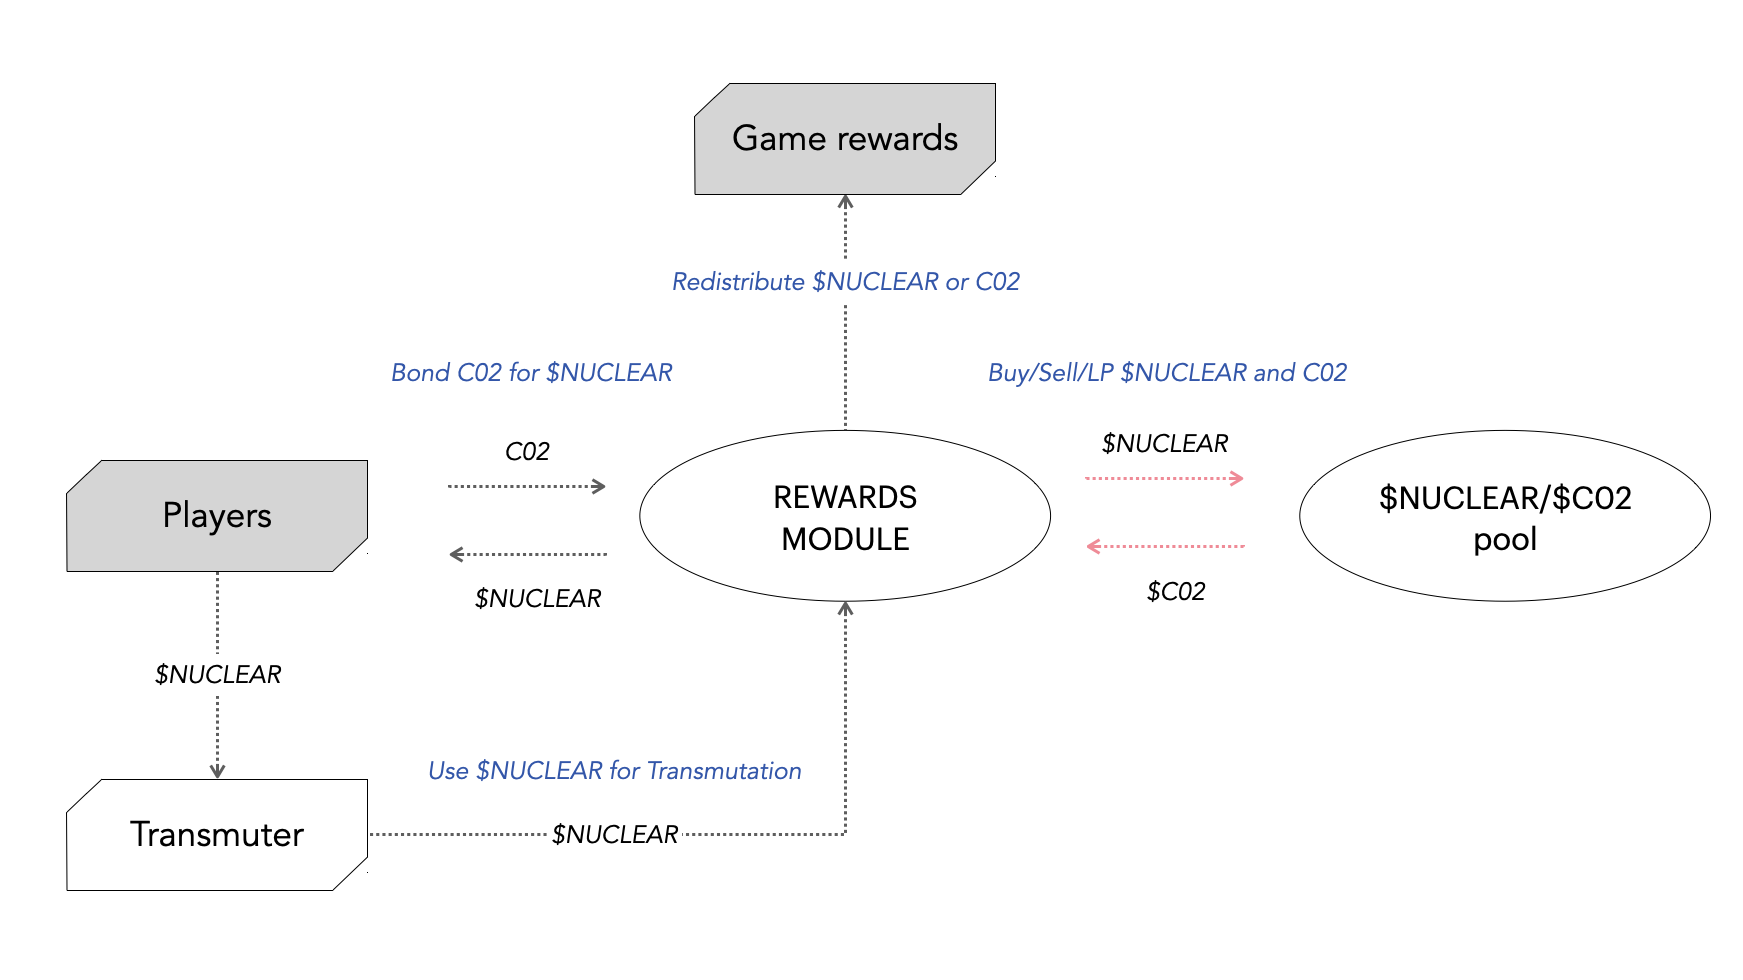 Game rewards
Redistribute $NUCLEAR or C02
Bond C02 for $NUCLEAR
Buy/Sell/LP $NUCLEAR and C02
C02
$NUCLEAR
Players
REWARDS
MODULE
$NUCLEAR/$C02
pool
$NUCLEAR
$C02
$NUCLEAR
Use $NUCLEAR for Transmutation
Transmuter
$NUCLEAR